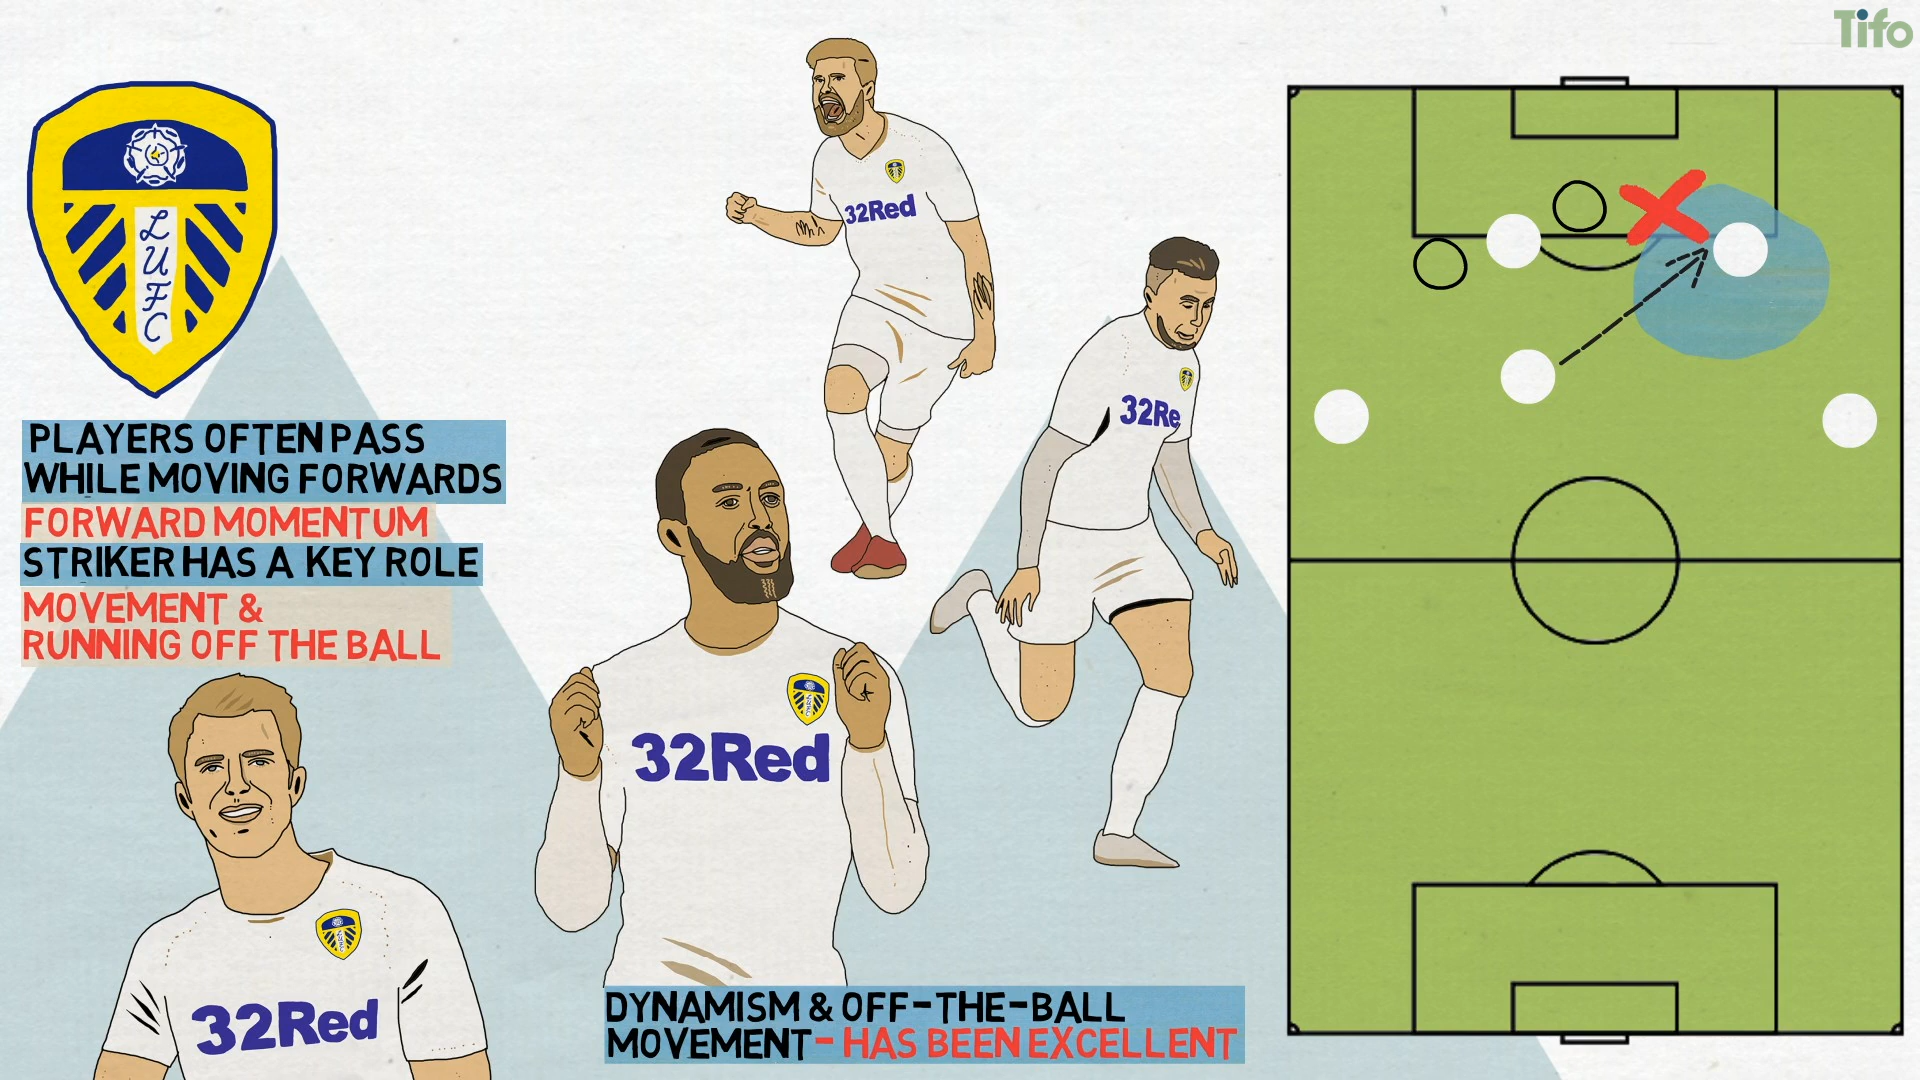 Tifo
L
U
F
C
32Red
32Re
PLAYERS OFTEN PASS
WHILE MOVING FORWARDS
FORWARD MOMENTUM
STRIKER HAS A KEY ROLE
MOVEMENT &
RUNNING OFF THE BALL
32Red
32Red
DYNAMISM & OFF-THE-BALL
MOVEMENT- HAS BEEN EXCELLENT